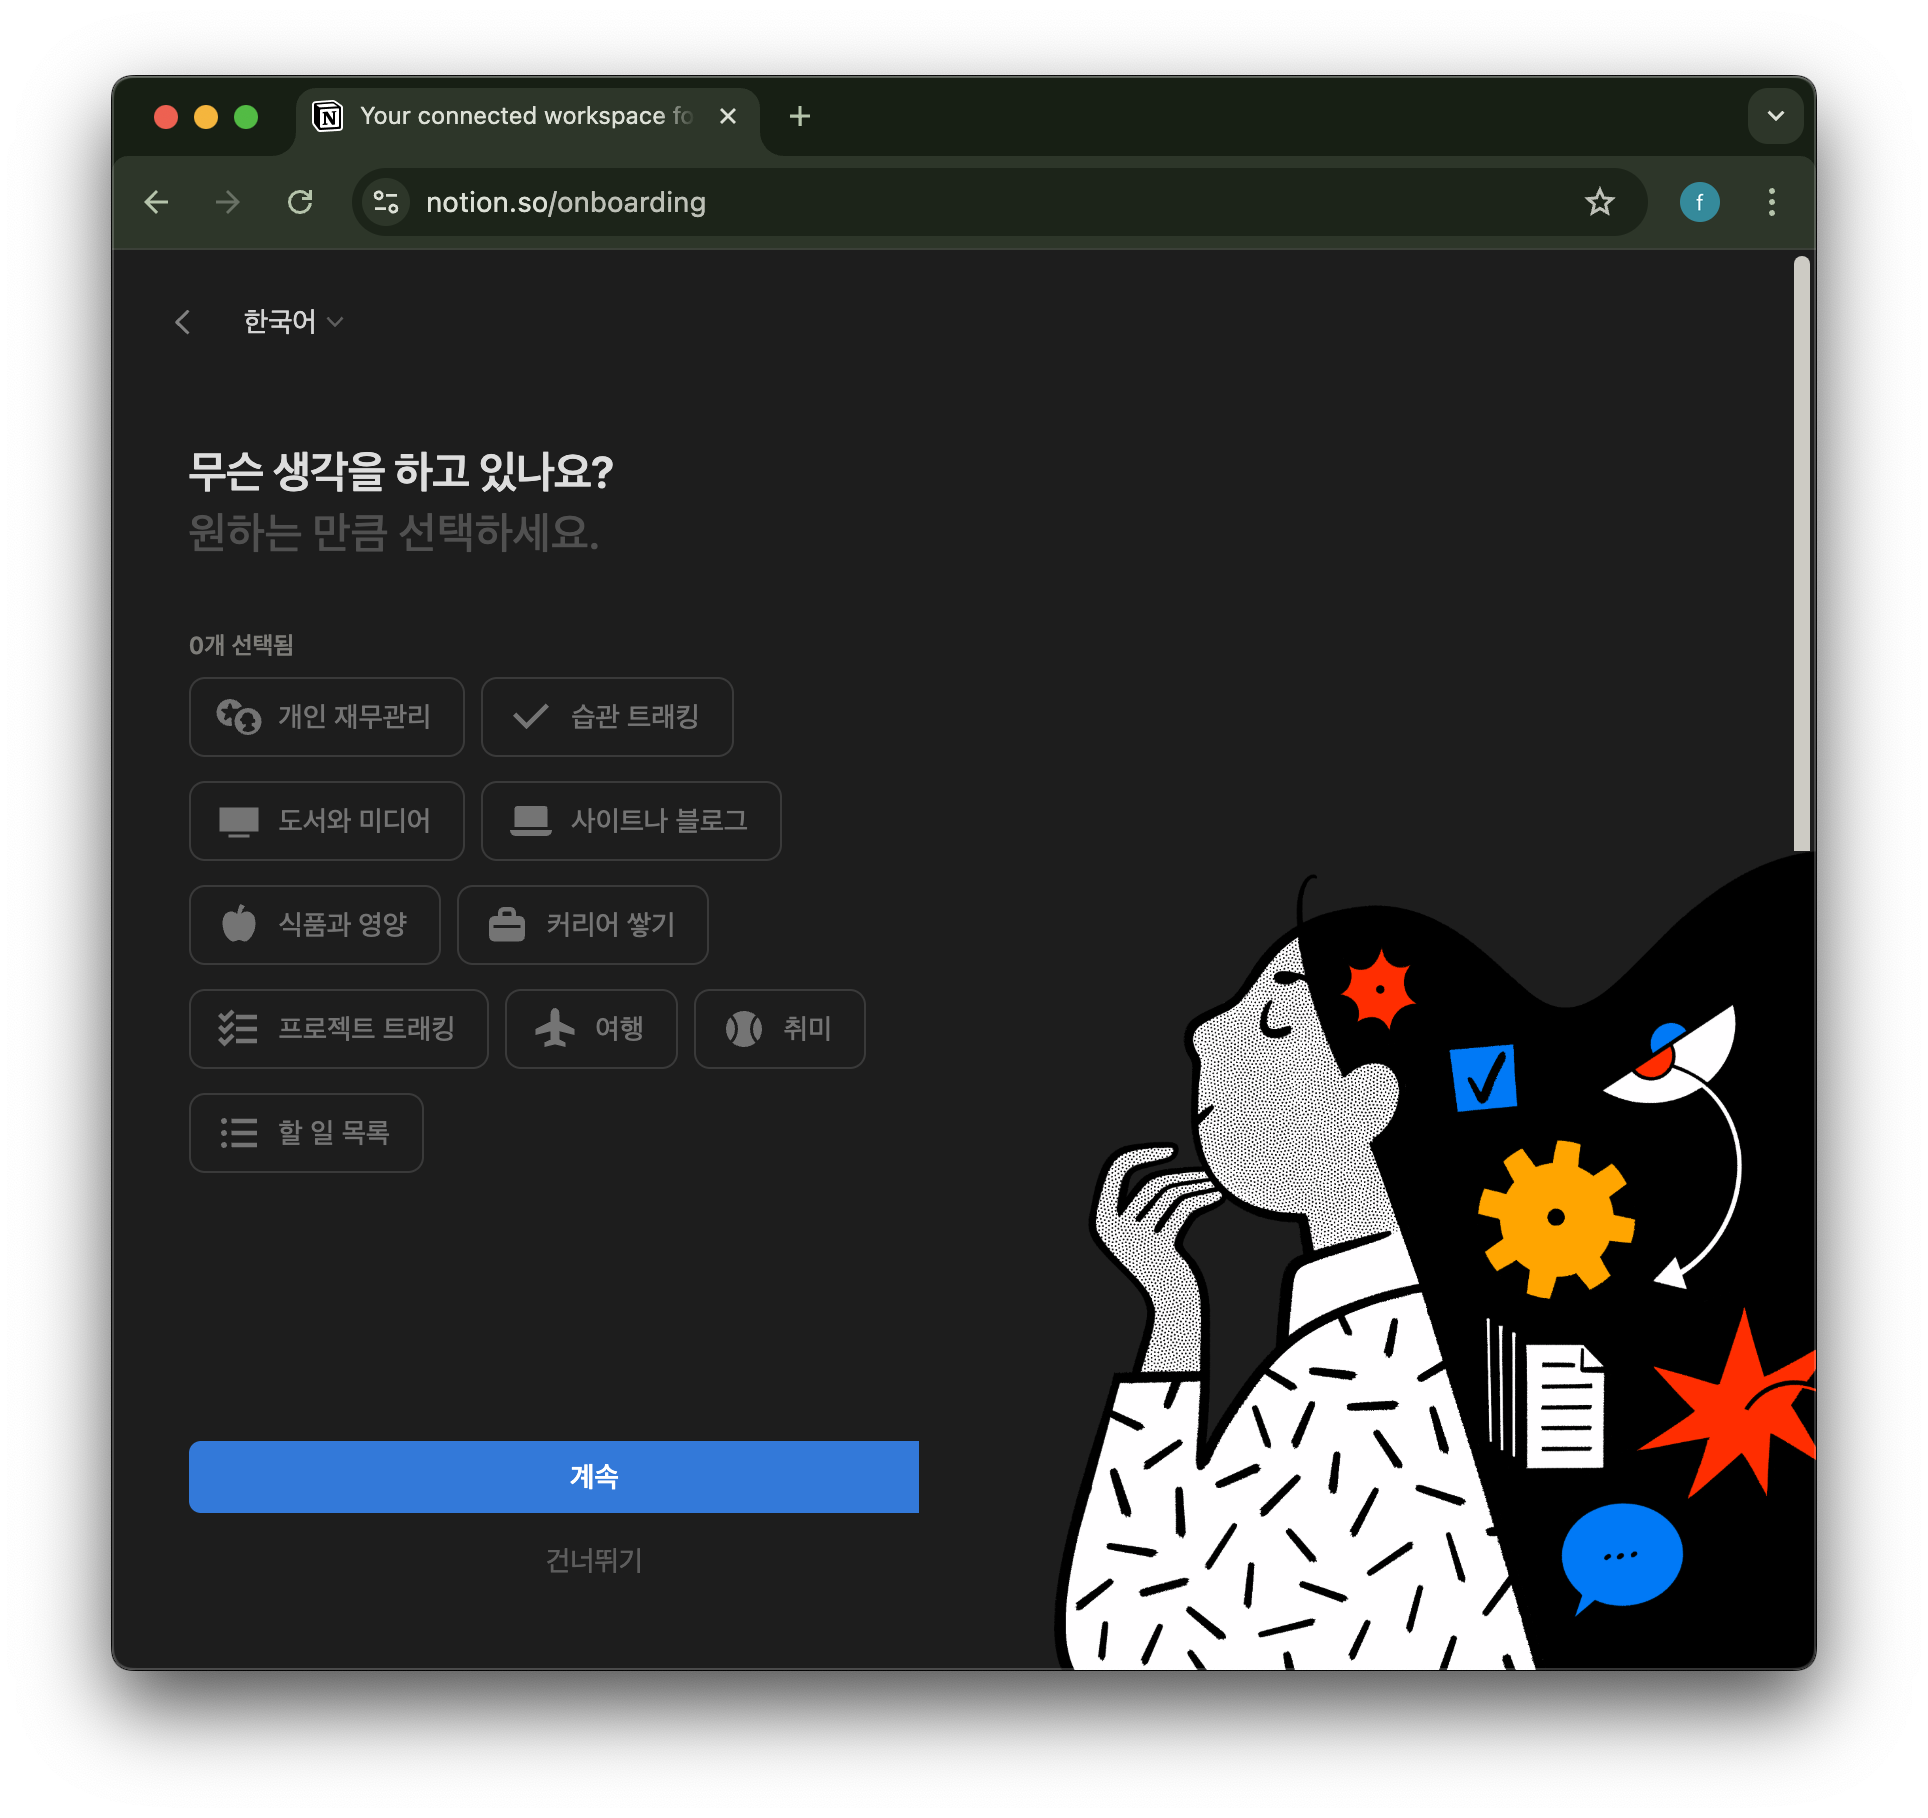 Your connected workspace fo
notion.so/onboarding
f
한국어
무슨 생각을 하고 있나요?
원하는 만큼 선택하세요.
0개 선택됨
개인 재무관리 습관 트래킹
도서와 미디어 사이트나 블로그
식품과 영양 커리어 쌓기
프로젝트 트래킹 여행 취미
할 일 목록
계속
건너뛰기